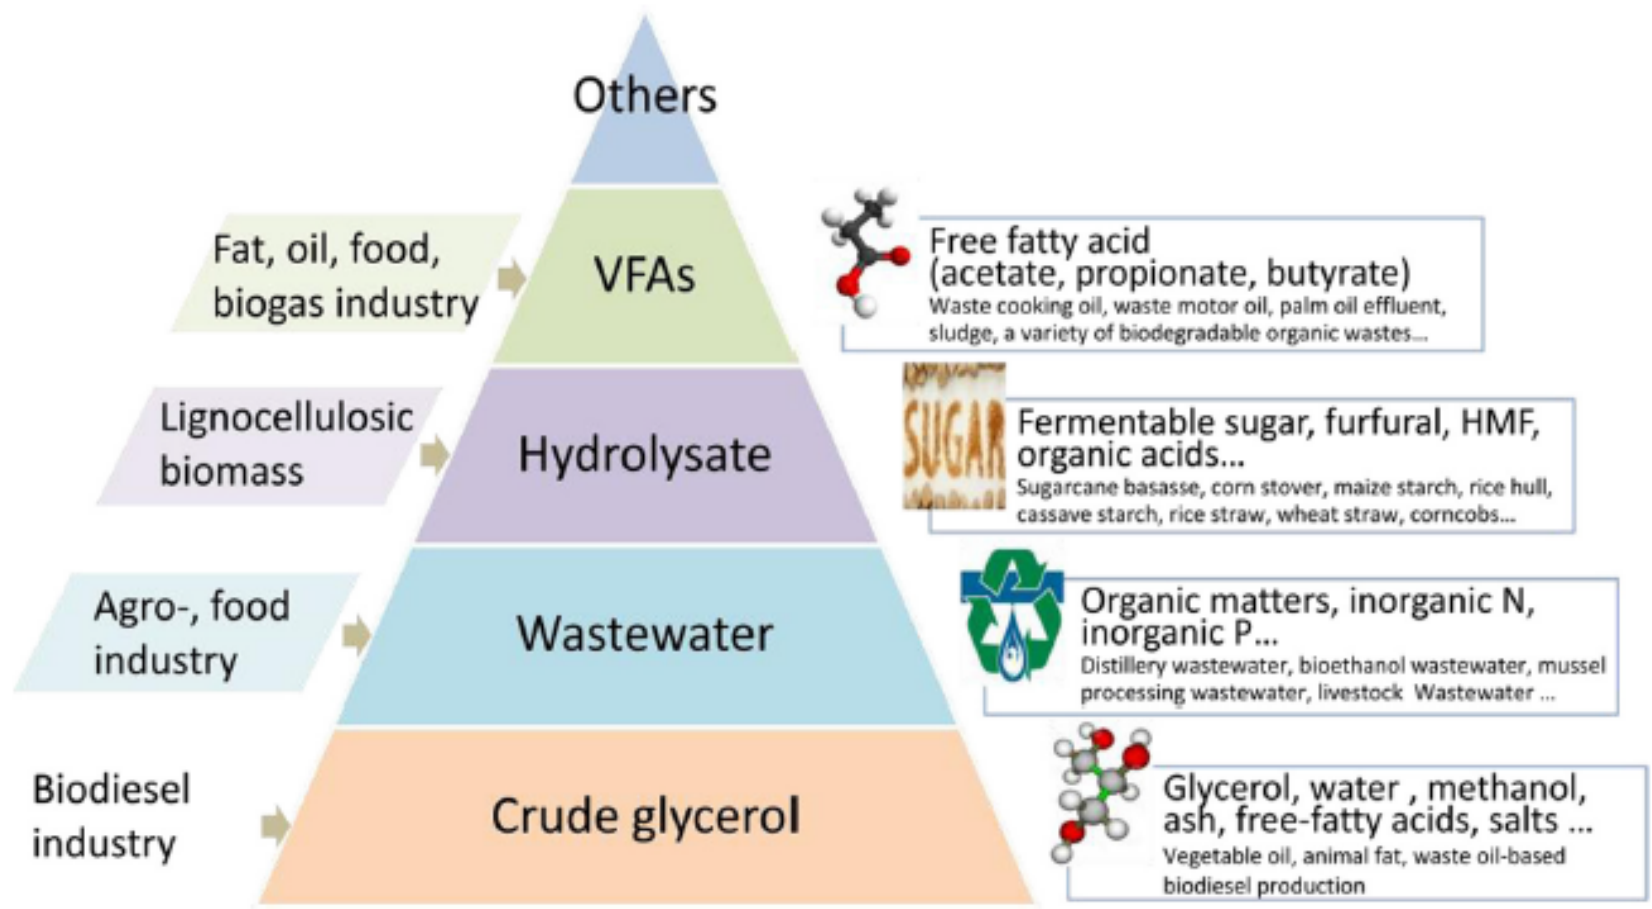 Others
Fat, oil, food,
biogas industry
VFAs
Free fatty acid
(acetate, propionate, butyrate)
Waste cooking oil, waste motor oil, palm oil effluent,
sludge, a variety of biodegradable organic wastes...
Lignocellulosic
biomass
Hydrolysate
SUGAR
Fermentable sugar, furfural, HMF,
organic acids...
Sugarcane basasse, corn stover, maize starch, rice hull,
cassave starch, rice straw, wheat straw, corncobs...
Agro-, food
industry
Wastewater
Organic matters, inorganic N,
inorganic P...
Distillery wastewater, bioethanol wastewater, mussel
processing wastewater, livestock Wastewater ...
Biodiesel
industry
Crude glycerol
Glycerol, water , methanol,
ash, free-fatty acids, salts ...
Vegetable oil, animal fat, waste oil-based
biodiesel production